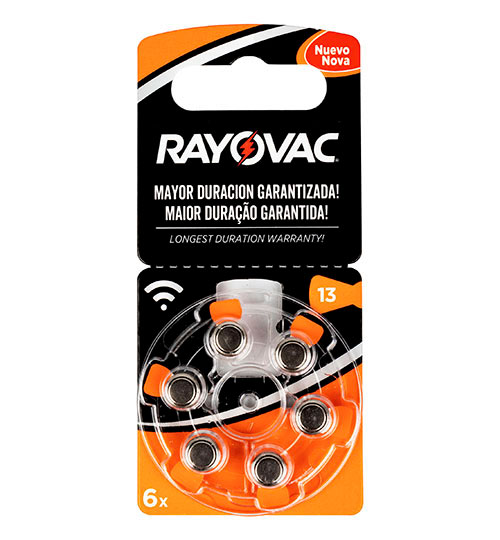 Nuevo
Nova
RAYOVAC
MAYOR DURACION GARANTIZADA!
MAIOR DURAÇÃO GARANTIDA!
LONGEST DURATION WARRANTY!
13
6x